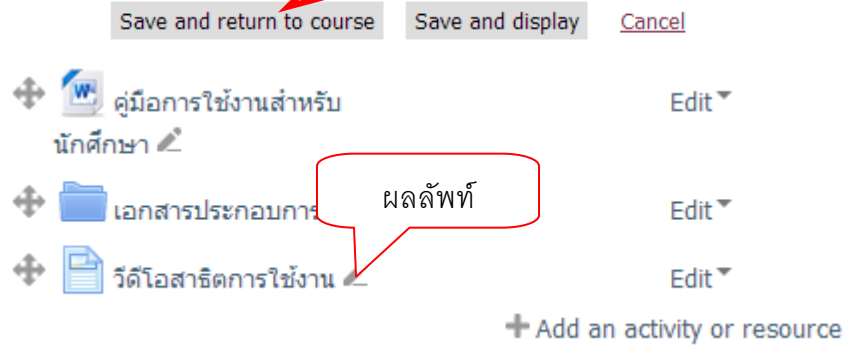 Save and return to course Save and display Cancel
คู่มือการใช้งานสำหรับ Edit
นักศึกษา
ผลลัพท์
เอกสารประกอบการ Edit
วีดีโอสาธิตการใช้งาน Edit
Add an activity or resource